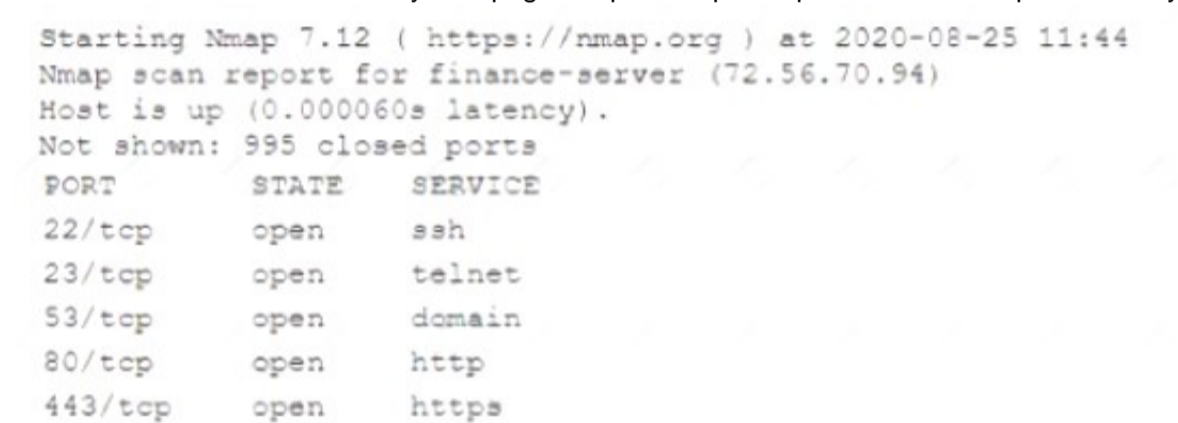 Starting Nmap 7.12 ( https://nmap.org ) at 2020-08-25 11:44
Nmap scan report for finance-server (72.56.70.94)
Host is up (0.000060s latency).
Not shown: 995 closed ports
PORT STATE SERVICE
22/tcp open ssh
23/tcp open telnet
53/tcp open domain
80/tcp open http
443/tcp open https